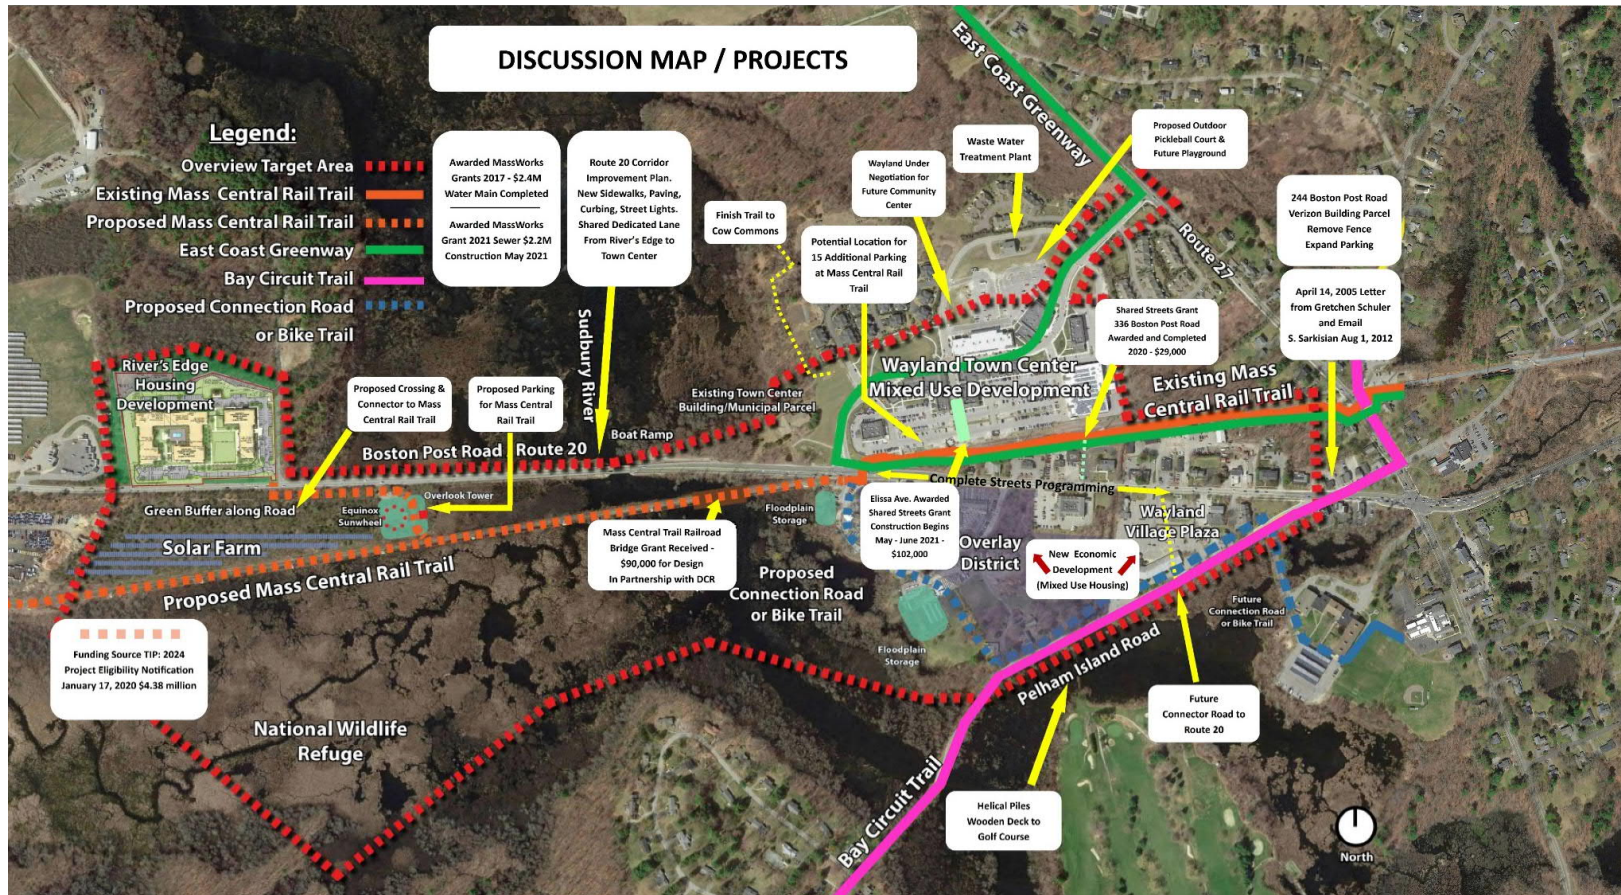 DISCUSSION MAP / PROJECTS
Legend:
Overview Target Area
Existing Mass Central Rail Trail
Proposed Mass Central Rail Trail
East Coast Greenway
Bay Circuit Trail
Proposed Connection Road
or Bike Trail
Awarded MassWorks
Grants 2017 - $2.4M
Water Main Completed
Awarded MassWorks
Grant 2021 Sewer $2.2M
Construction May 2021
Route 20 Corridor
Improvement Plan.
New Sidewalks, Paving,
Curbing, Street Lights.
Shared Dedicated Lane
From River's Edge to
Town Center
Finish Trail to
Cow Commons
Wayland Under
Negotiation for
Future Community
Center
Waste Water
Treatment Plant
East Coast Greenway
Proposed Outdoor
Pickleball Court &
Future Playground
Potential Location for
15 Additional Parking
at Mass Central Rail
Trail
Route 27
244 Boston Post Road
Verizon Building Parcel
Remove Fence
Expand Parking
April 14, 2005 Letter
from Gretchen Schuler
and Email
S. Sarkisian Aug 1, 2012
Shared Streets Grant
336 Boston Post Road
Awarded and Completed
2020 - $29,000
River's Edge
Housing
Development
Proposed Crossing &
Connector to Mass
Central Rail Trail
Proposed Parking
for Mass Central
Rail Trail
Sudbury River
Existing Town Center
Building/Municipal Parcel
Wayland Town Center
Mixed Use Development
Existing Mass
Central Rail Trail
Boston Post Road Route 20
Boat Ramp
Green Buffer along Road
Equinox
Sunwheel
Overlook Tower
Solar Farm
Proposed Mass Central Rail Trail
Mass Central Trail Railroad
Bridge Grant Received -
$90,000 for Design
In Partnership with DCR
Floodplain
Storage
Complete Streets Programming
Elissa Ave. Awarded
Shared Streets Grant
Construction Begins
May - June 2021 -
$102,000
Overlay
District
Wayland
Village Plaza
New Economic
Development
(Mixed Use Housing)
Proposed
Connection Road
or Bike Trail
Floodplain
Storage
Future
Connection Road
or Bike Trail
Funding Source TIP: 2024
Project Eligibility Notification
January 17, 2020 $4.38 million
National Wildlife
Refuge
Pelham Island Road
Future
Connector Road to
Route 20
Bay Circuit Trail
Helical Piles
Wooden Deck to
Golf Course
North